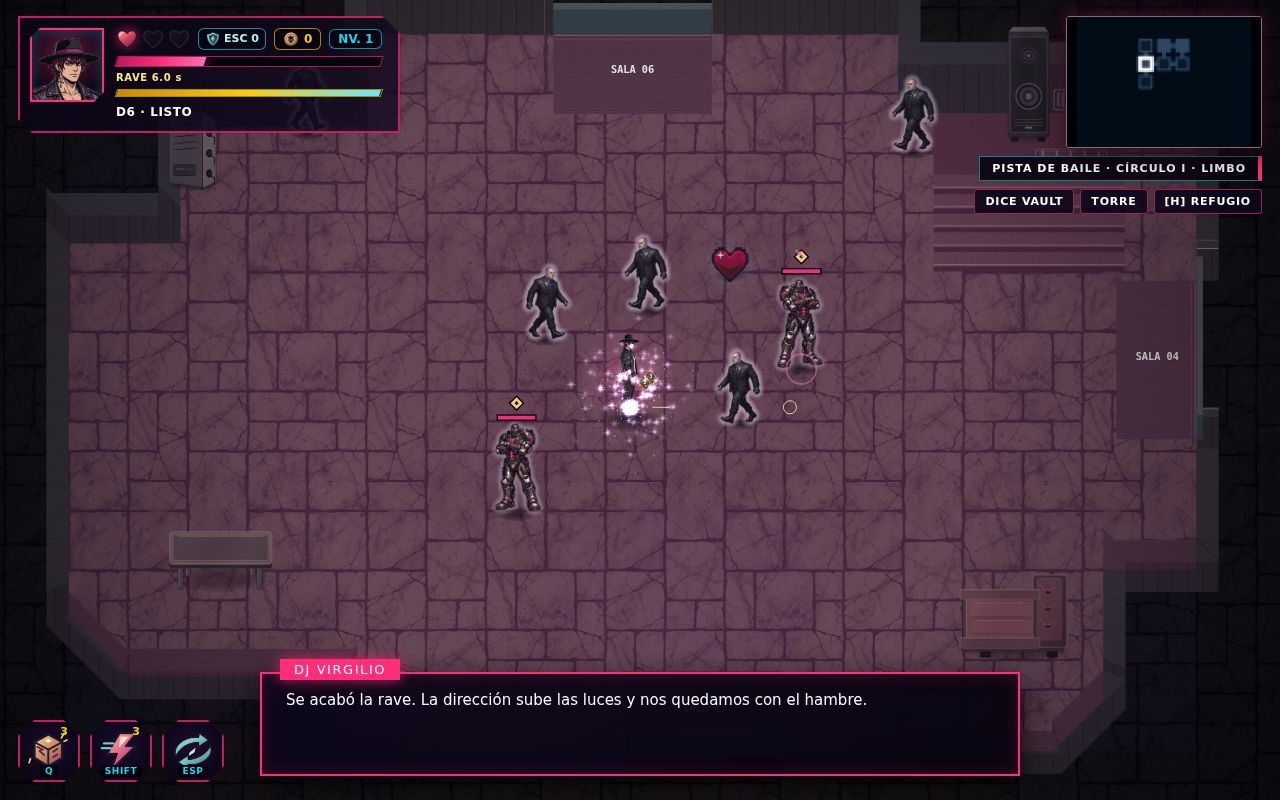 ESC 0
0
NV. 1
RAVE 6.0 s
D6 · LISTO
SALA 06
PISTA DE BAILE · CÍRCULO I · LIMBO
DICE VAULT
TORRE
[H] REFUGIO
SALA 04
DJ VIRGILIO
Se acabó la rave. La dirección sube las luces y nos quedamos con el hambre.
3
Q
3
SHIFT
ESP